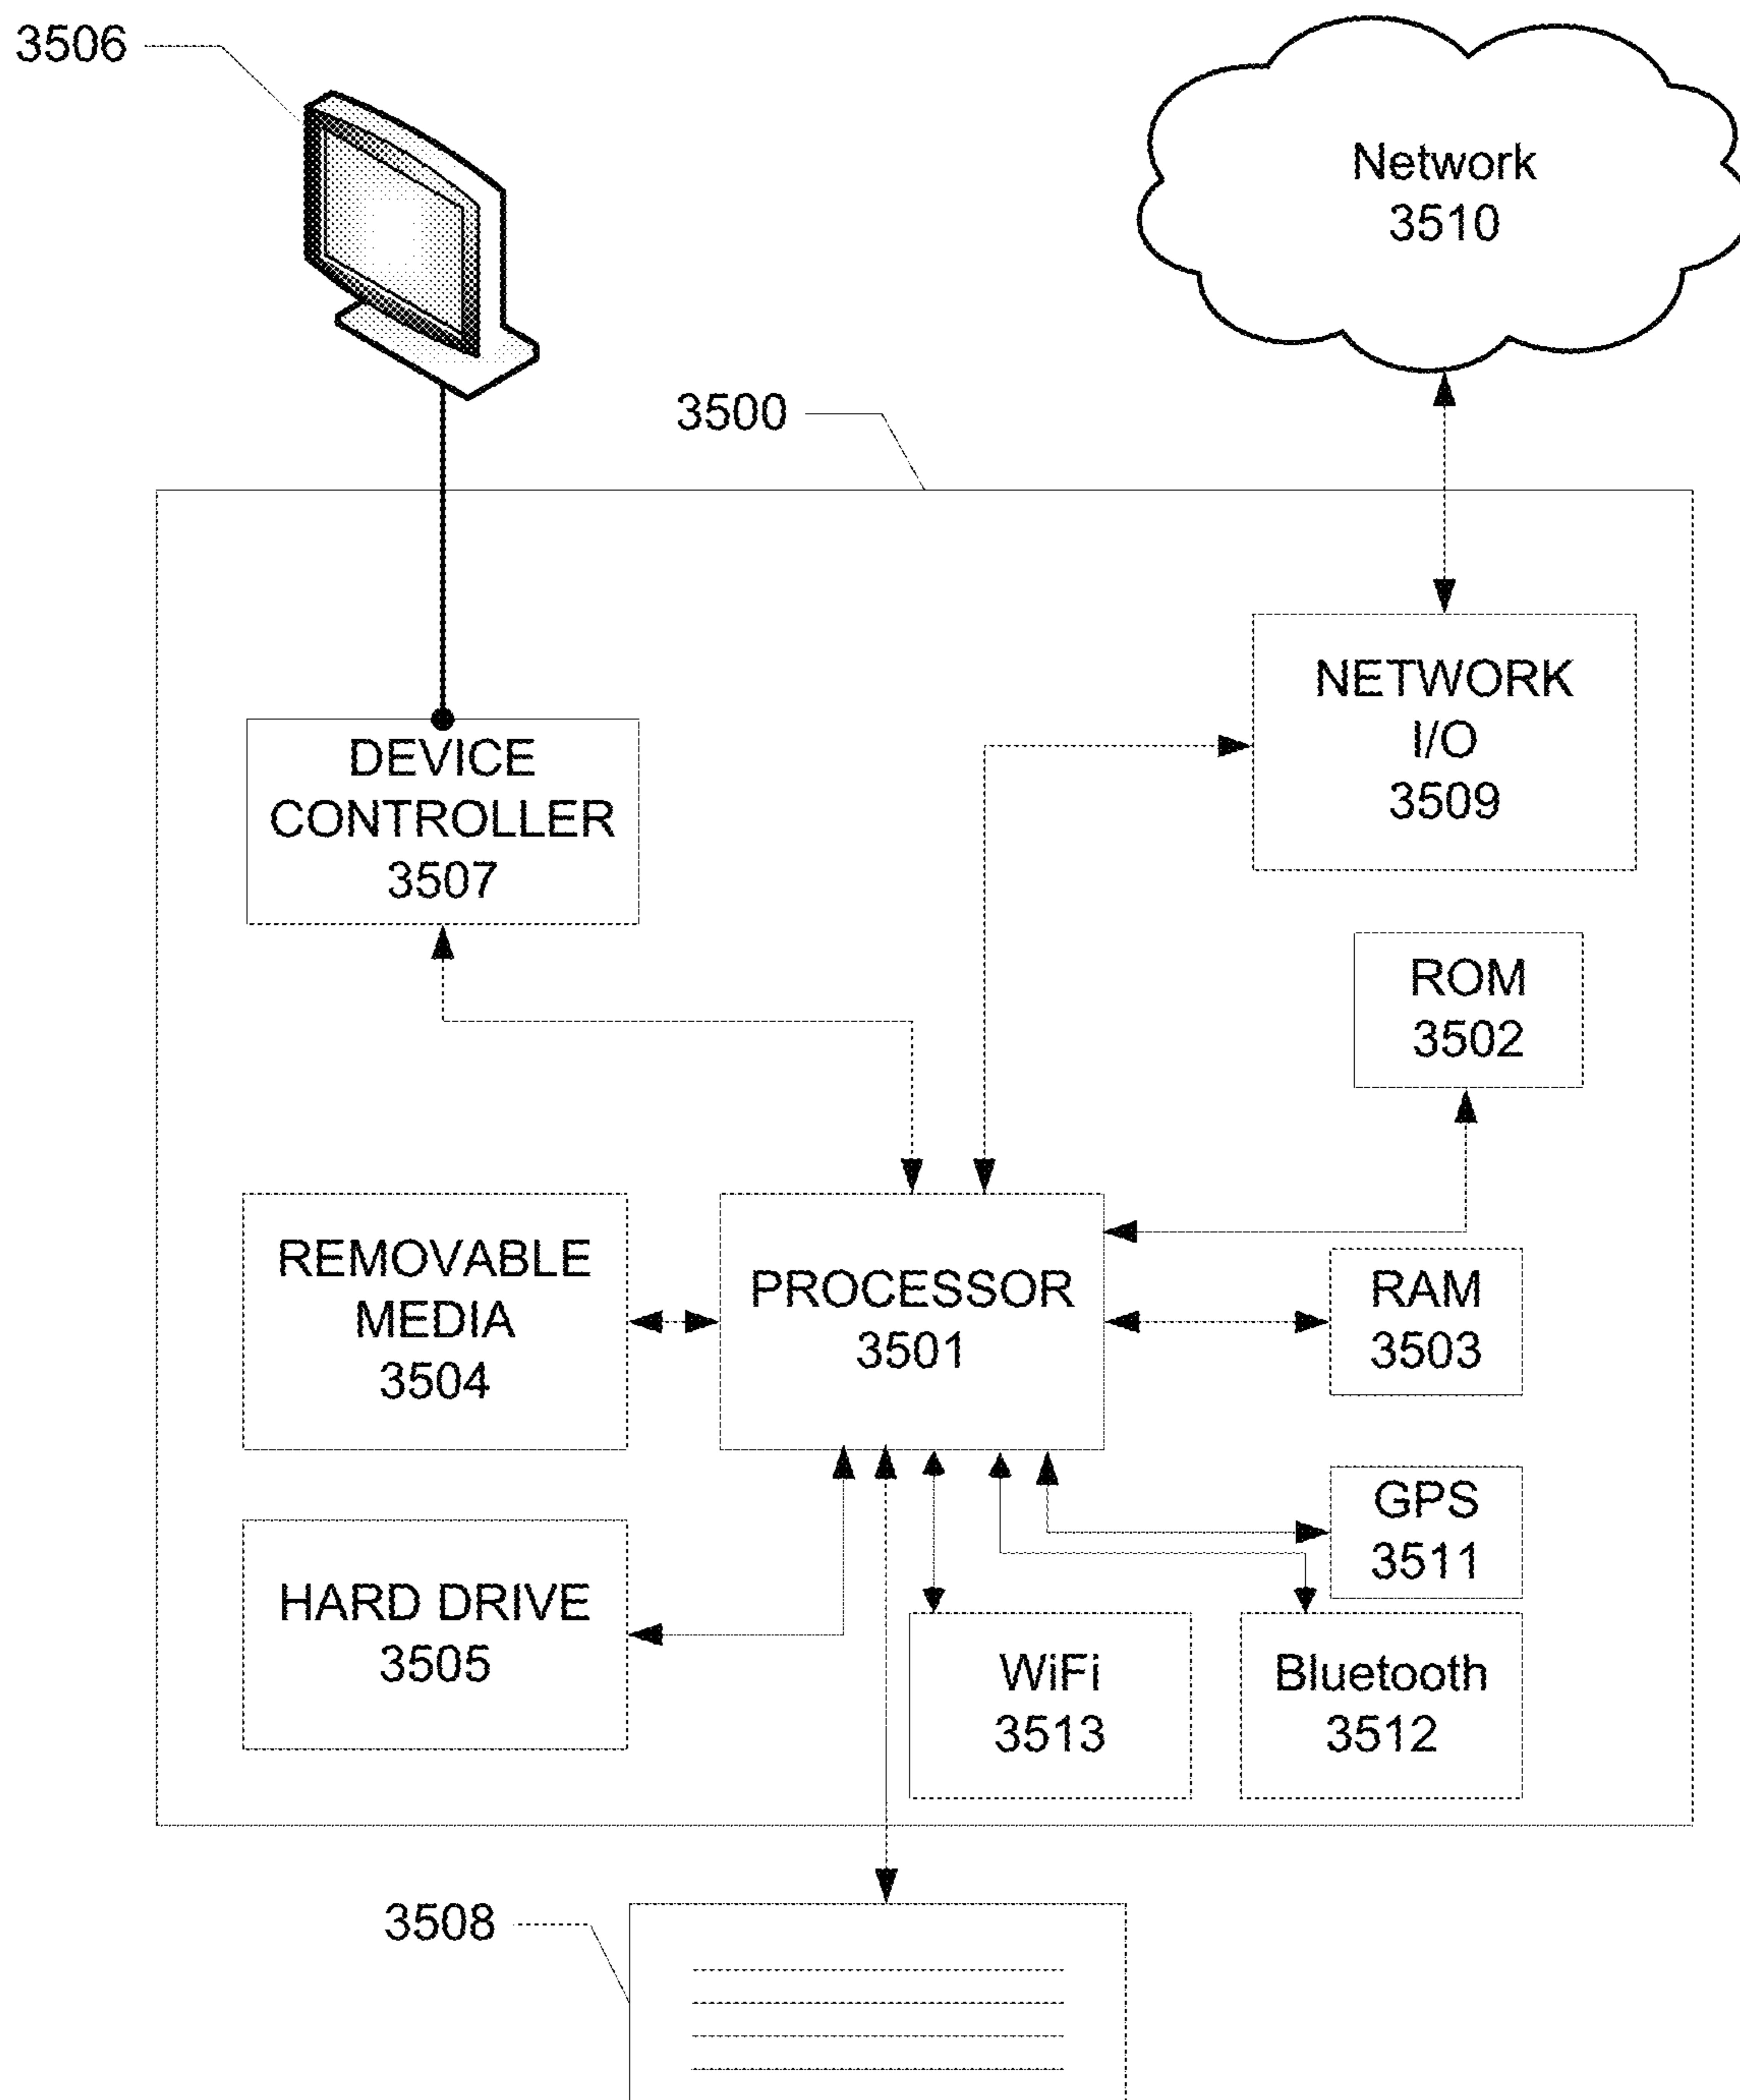 3506
Network
3510
3500
NETWORK
I/O
3509
DEVICE
CONTROLLER
3507
ROM
3502
REMOVABLE
MEDIA
3504
PROCESSOR
3501
RAM
3503
GPS
3511
HARD DRIVE
3505
WiFi
3513
Bluetooth
3512
3508